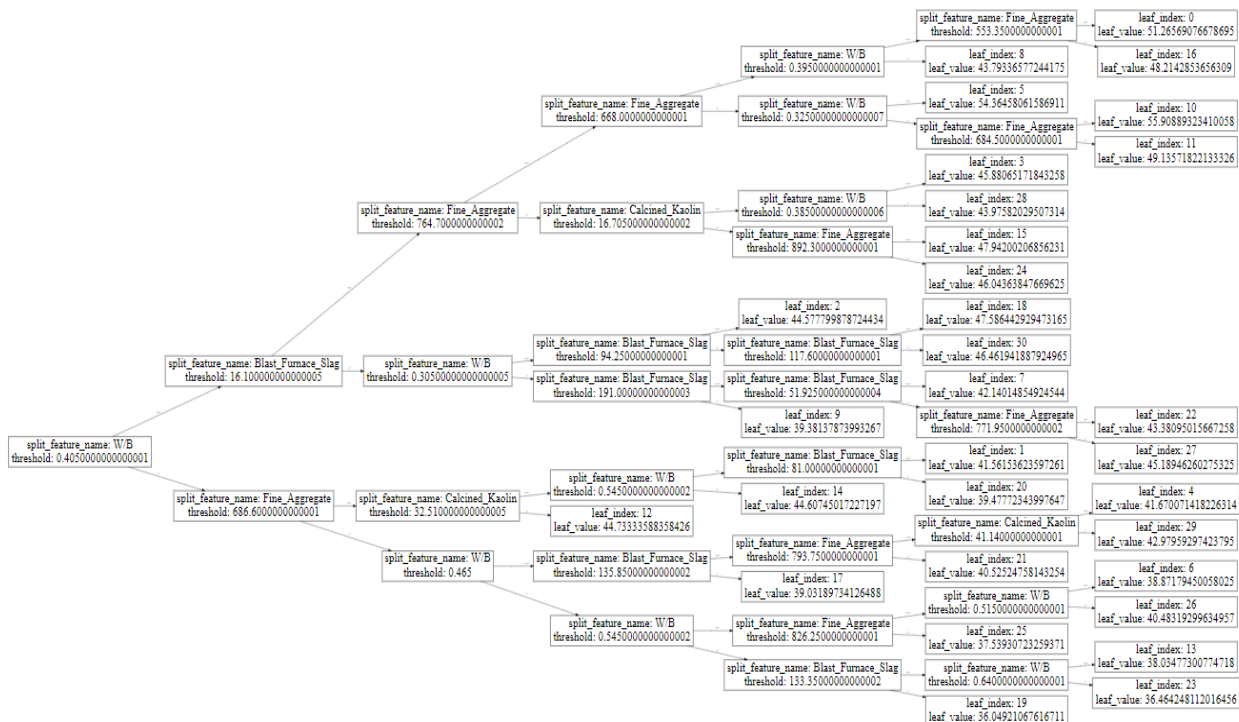 split_feature_name: Fine_Aggregate
threshold: 553.3500000000001
leaf_index: 0
leaf_value: 51.26569076678695
leaf_index: 16
leaf_value: 48.2142853656309
split_feature_name: W/B
threshold: 0.3950000000000001
leaf_index: 8
leaf_value: 43.79336577244175
split_feature_name: Fine_Aggregate
threshold: 668.0000000000001
split_feature_name: W/B
threshold: 0.32500000000000007
leaf_index: 5
leaf_value: 54.36458061586911
split_feature_name: Fine_Aggregate
threshold: 684.5000000000001
leaf_index: 10
leaf_value: 55.90889323410058
leaf_index: 11
leaf_value: 49.13571822133326
split_feature_name: Fine_Aggregate
threshold: 764.7000000000002
split_feature_name: Calcined_Kaolin
threshold: 16.705000000000002
split_feature_name: W/B
threshold: 0.38500000000000006
leaf_index: 3
leaf_value: 45.88065171843258
leaf_index: 28
leaf_value: 43.97582029507314
split_feature_name: Fine_Aggregate
threshold: 892.3000000000001
leaf_index: 15
leaf_value: 47.94200206856231
leaf_index: 24
leaf_value: 46.04363847669625
split_feature_name: Blast_Furnace_Slag
threshold: 16.100000000000005
split_feature_name: W/B
threshold: 0.30500000000000005
split_feature_name: Blast_Furnace_Slag
threshold: 94.25000000000001
leaf_index: 2
leaf_value: 44.577799878724434
split_feature_name: Blast_Furnace_Slag
threshold: 117.60000000000001
leaf_index: 18
leaf_value: 47.586442929473165
leaf_index: 30
leaf_value: 46.461941887924965
split_feature_name: Blast_Furnace_Slag
threshold: 191.00000000000003
split_feature_name: Blast_Furnace_Slag
threshold: 51.925000000000004
leaf_index: 7
leaf_value: 42.14014854924544
split_feature_name: Fine_Aggregate
threshold: 771.9500000000002
leaf_index: 22
leaf_value: 43.38095015667258
leaf_index: 27
leaf_value: 45.18946260275325
leaf_index: 9
leaf_value: 39.38137873993267
split_feature_name: W/B
threshold: 0.4050000000000001
split_feature_name: Fine_Aggregate
threshold: 686.6000000000001
split_feature_name: Calcined_Kaolin
threshold: 32.510000000000005
split_feature_name: W/B
threshold: 0.5450000000000002
split_feature_name: Blast_Furnace_Slag
threshold: 81.00000000000001
leaf_index: 1
leaf_value: 41.56153623597261
leaf_index: 20
leaf_value: 39.47772343997647
leaf_index: 14
leaf_value: 44.60745017227197
leaf_index: 12
leaf_value: 44.73335588358426
split_feature_name: W/B
threshold: 0.465
split_feature_name: Blast_Furnace_Slag
threshold: 135.85000000000002
split_feature_name: Fine_Aggregate
threshold: 793.7500000000001
split_feature_name: Calcined_Kaolin
threshold: 41.14000000000001
leaf_index: 4
leaf_value: 41.670071418226314
leaf_index: 29
leaf_value: 42.97959297423795
leaf_index: 21
leaf_value: 40.52524758143254
leaf_index: 17
leaf_value: 39.03189734126488
split_feature_name: W/B
threshold: 0.5450000000000002
split_feature_name: Fine_Aggregate
threshold: 826.2500000000001
split_feature_name: W/B
threshold: 0.5150000000000001
leaf_index: 6
leaf_value: 38.87179450058025
leaf_index: 26
leaf_value: 40.48319299634957
leaf_index: 25
leaf_value: 37.53930723259371
split_feature_name: Blast_Furnace_Slag
threshold: 133.35000000000002
split_feature_name: W/B
threshold: 0.6400000000000001
leaf_index: 13
leaf_value: 38.03477300774718
leaf_index: 23
leaf_value: 36.464248112016456
leaf_index: 19
leaf_value: 36.04921067616711